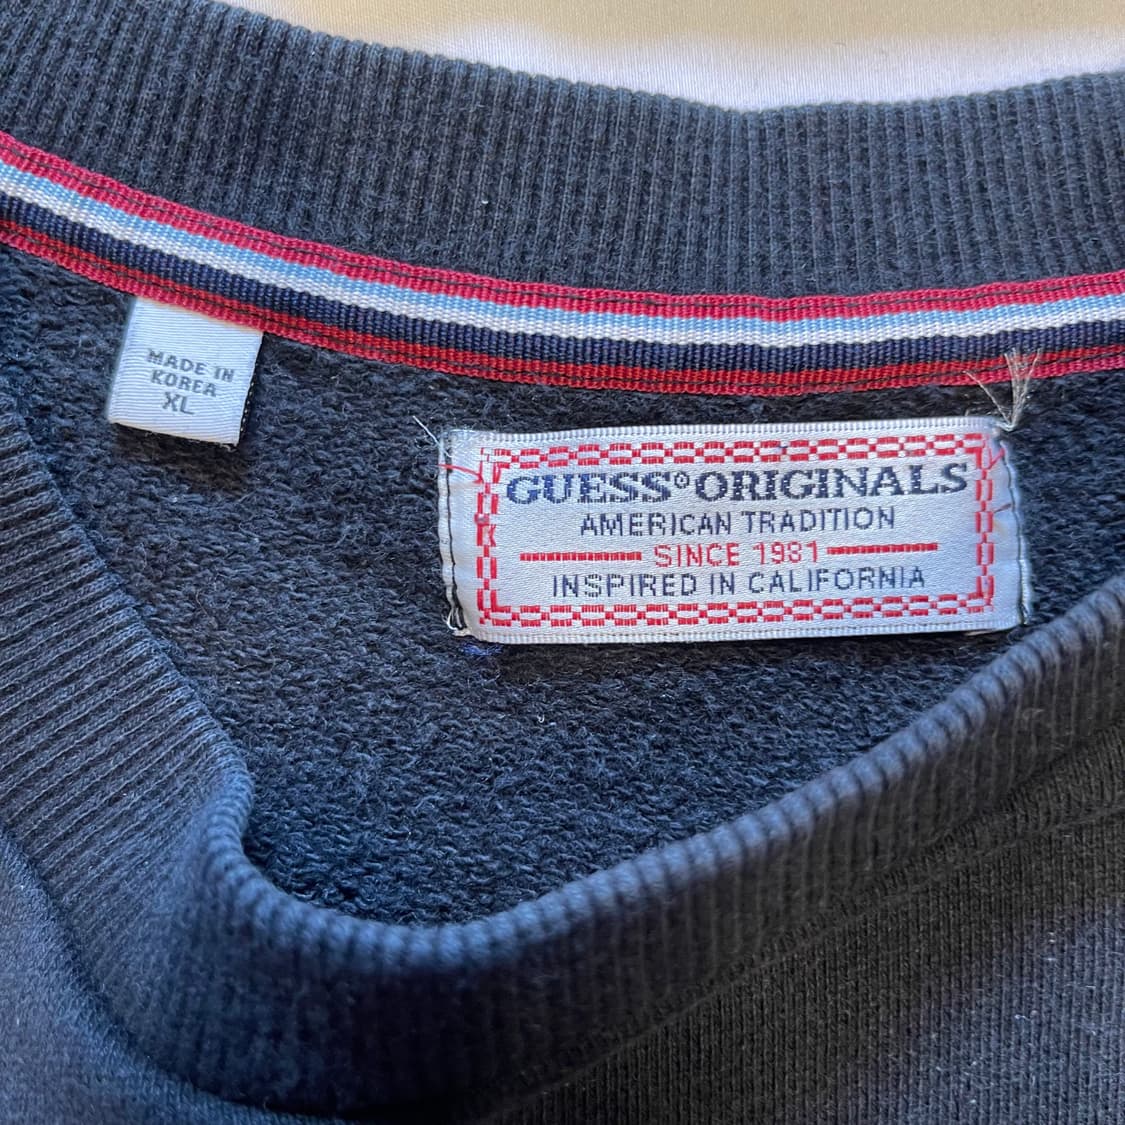 MADE IN
KOREA
XL
GUESS® ORIGINALS
AMERICAN TRADITION
SINCE 1981
INSPIRED IN CALIFORNIA